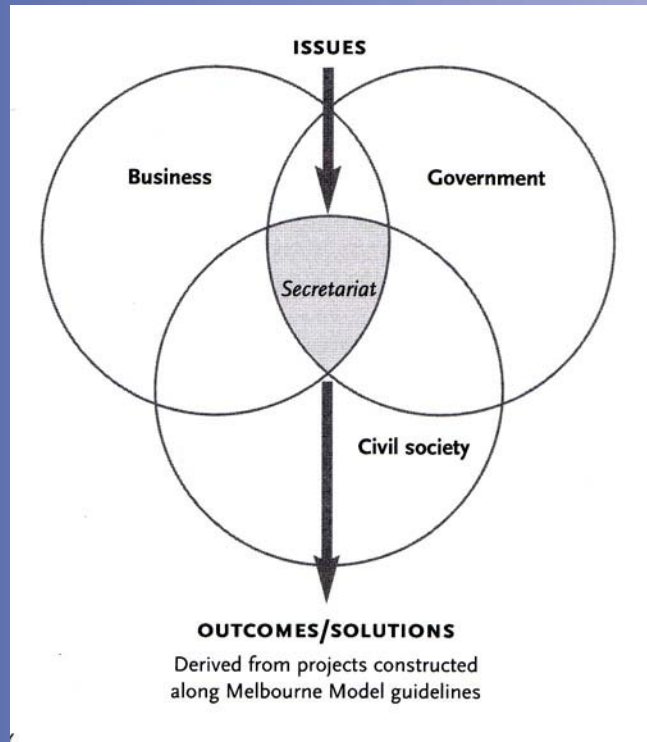 ISSUES
Business
Government
Secretariat
Civil society
OUTCOMES/SOLUTIONS
Derived from projects constructed
along Melbourne Model guidelines